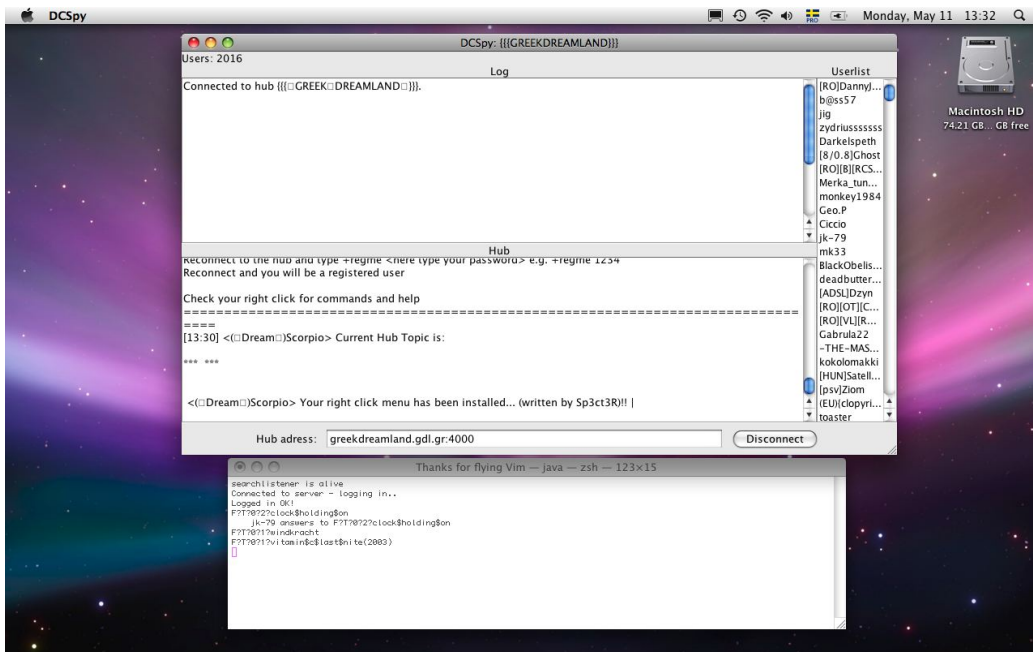 DCSpy
PRO
Monday, May 11 13:32
DCSpy: {{{GREEKDREAMLAND}}}
Users: 2016
Log
Connected to hub {{{□GREEK□DREAMLAND□}}}.
Hub
Reconnect to the hub and type +regme <here type your password> e.g. +regme 1234
Reconnect and you will be a registered user
Check your right click for commands and help
==============================================================================
====
[13:30] <(□Dream□)Scorpio> Current Hub Topic is:
*** ***
<(□Dream□)Scorpio> Your right click menu has been installed... (written by Sp3ct3R)!! |
Userlist
[RO]DannyJ...
b@ss57
jig
zydriusssssss
Darkelspeth
[8/0.8]Ghost
[RO][B][RCS...
Merka_tun...
monkey1984
Geo.P
Ciccio
jk-79
mk33
BlackObelis...
deadbutter...
[ADSL]Dzyn
[RO][OT][C...
[RO][VL][R...
Gabrula22
-THE-MAS...
kokolomakki
[HUN]Satell...
[psv]Ziom
(EU)(clopyri...
toaster
Hub adress: greekdreamland.gdl.gr:4000
Disconnect
Macintosh HD
74.21 GB... GB free
Thanks for flying Vim — java — zsh — 123×15
searchlistener is alive
Connected to server - logging in..
Logged in OK!
F?T?0?2?clock$holding$on
jk-79 answers to F?T?0?2?clock$holding$on
F?T?0?1?windkracht
F?T?0?1?vitamin$c$last$nite(2003)